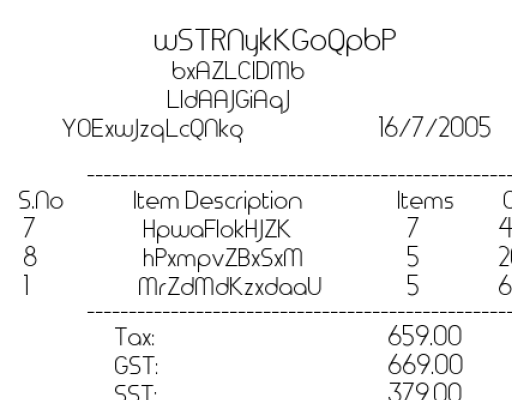 wSTRNykKGoQpbP
bxAZLClDMb
LIdAAJGiAqJ
YOExwJzqLcQNkq 16/7/2005
S.No Item Description Items
7 HpwaFlokHJZK 7
8 hPxmpvZBxSxM 5
1 MrZdMdKzxdaaU 5
Tax: 659.00
GST: 669.00
SST: 379.00